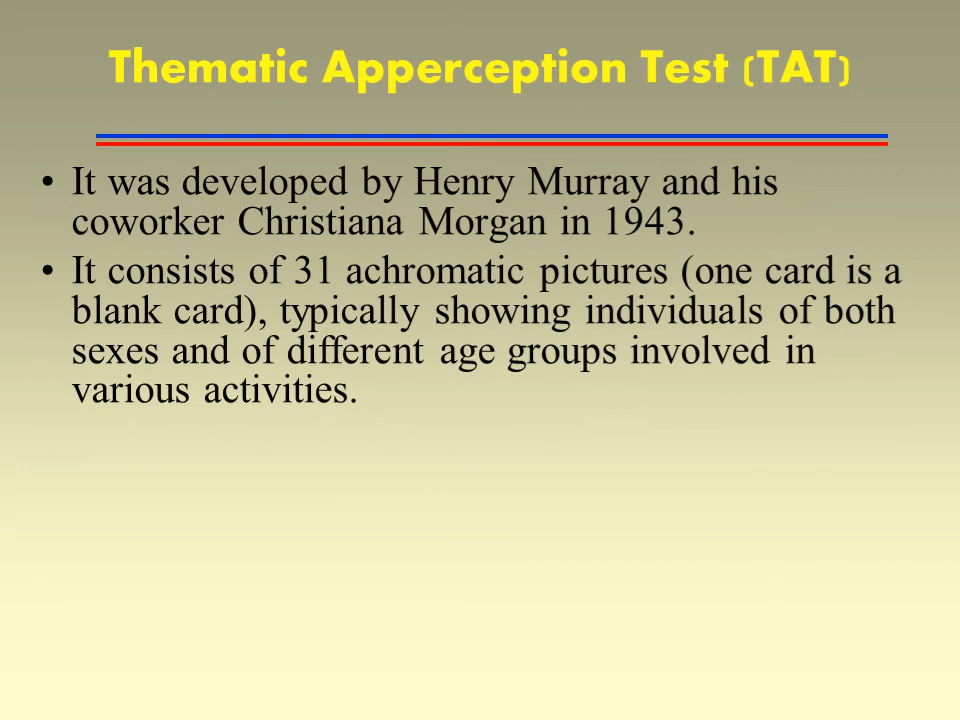 Thematic Apperception Test (TAT)
• It was developed by Henry Murray and his
coworker Christiana Morgan in 1943.
• It consists of 31 achromatic pictures (one card is a
blank card), typically showing individuals of both
sexes and of different age groups involved in
various activities.